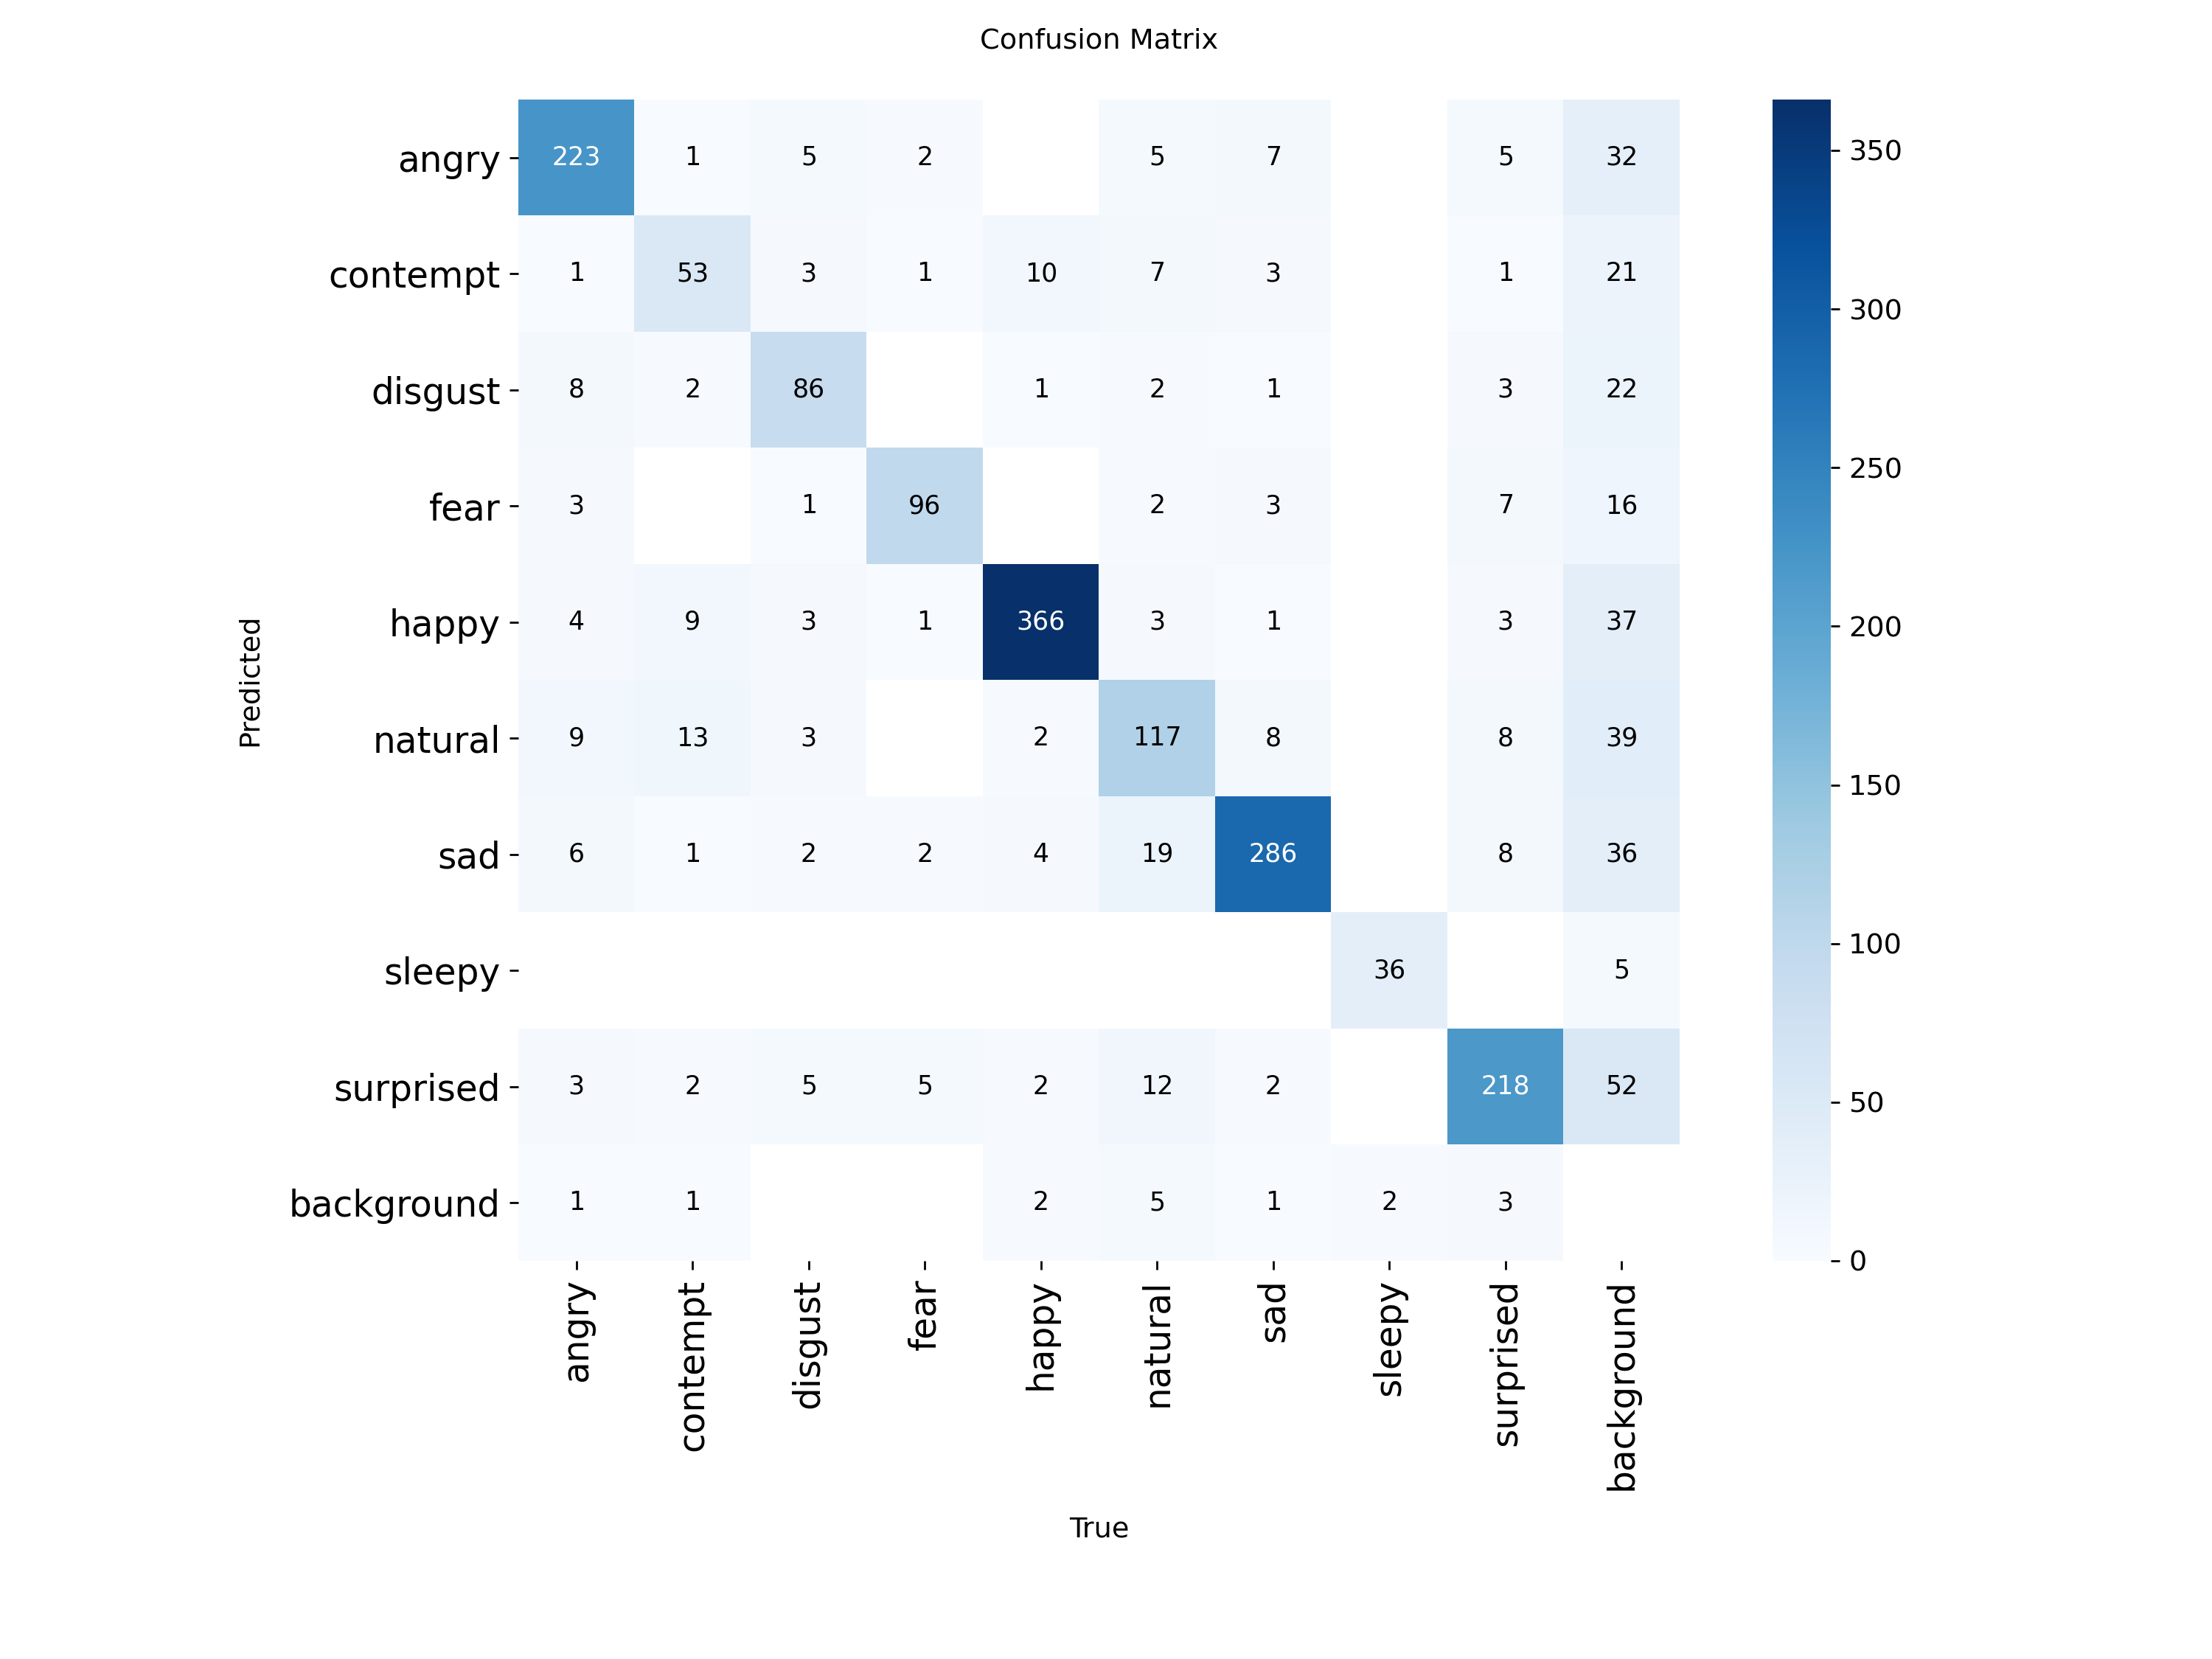 Confusion Matrix
angry 223 1 5 2 5 7 5 32
contempt 1 53 3 1 10 7 3 1 21
disgust 8 2 86 1 2 1 3 22
fear 3 1 96 2 3 7 16
happy 4 9 3 1 366 3 1 3 37
natural 9 13 3 2 117 8 8 39
sad 6 1 2 2 4 19 286 8 36
sleepy 36 5
surprised 3 2 5 5 2 12 2 218 52
background 1 1 2 5 1 2 3
Predicted
angry
contempt
disgust
fear
happy
natural
sad
sleepy
surprised
background
True
350
300
250
200
150
100
50
0